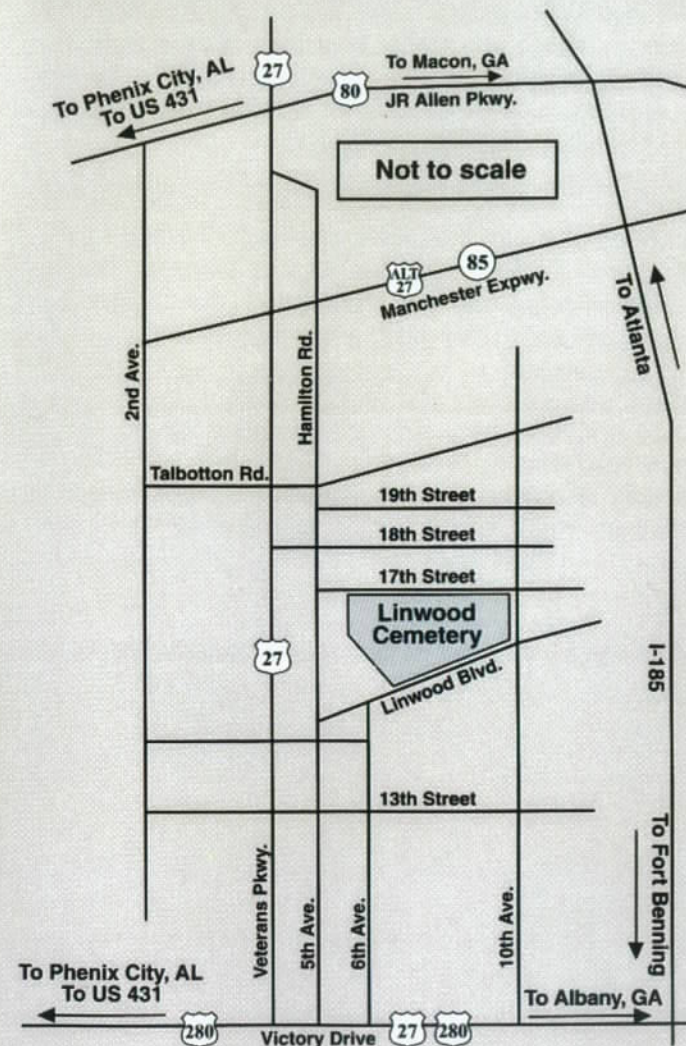 27
To Phenix City, AL
To US 431
80
To Macon, GA
JR Allen Pkwy.
Not to scale
ALT
27
85
Manchester Expwy.
To Atlanta
2nd Ave.
Hamilton Rd.
Talbotton Rd.
19th Street
18th Street
17th Street
Linwood
Cemetery
27
Linwood Blvd.
I-185
13th Street
To Fort Benning
Veterans Pkwy.
5th Ave.
6th Ave.
10th Ave.
To Phenix City, AL
To US 431
To Albany, GA
280
Victory Drive
27
280